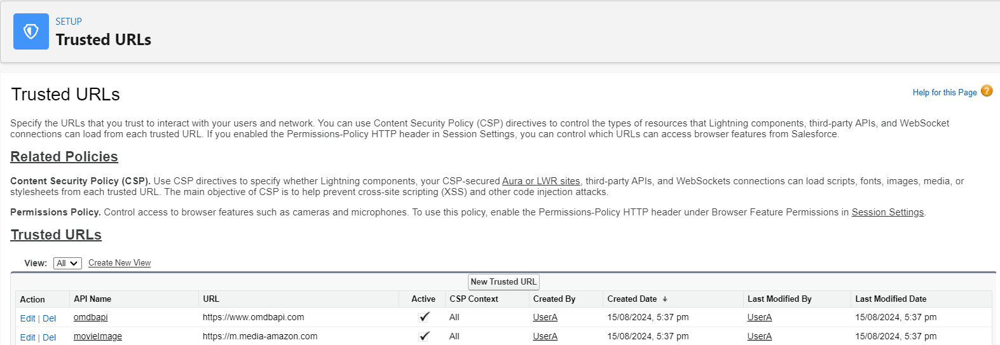 SETUP
Trusted URLs
Trusted URLs
Help for this Page ?
Specify the URLs that you trust to interact with your users and network. You can use Content Security Policy (CSP) directives to control the types of resources that Lightning components, third-party APIs, and WebSocket
connections can load from each trusted URL. If you enabled the Permissions-Policy HTTP header in Session Settings, you can control which URLs can access browser features from Salesforce.
Related Policies
Content Security Policy (CSP). Use CSP directives to specify whether Lightning components, your CSP-secured Aura or LWR sites, third-party APIs, and WebSockets connections can load scripts, fonts, images, media, or
stylesheets from each trusted URL. The main objective of CSP is to help prevent cross-site scripting (XSS) and other code injection attacks.
Permissions Policy. Control access to browser features such as cameras and microphones. To use this policy, enable the Permissions-Policy HTTP header under Browser Feature Permissions in Session Settings.
Trusted URLs
View: All Create New View
New Trusted URL
Action API Name URL Active CSP Context Created By Created Date ↓ Last Modified By Last Modified Date
Edit | Del omdbapi https://www.omdbapi.com ✓ All UserA 15/08/2024, 5:37 pm UserA 15/08/2024, 5:37 pm
Edit | Del movieImage https://m.media-amazon.com ✓ All UserA 15/08/2024, 5:37 pm UserA 15/08/2024, 5:37 pm